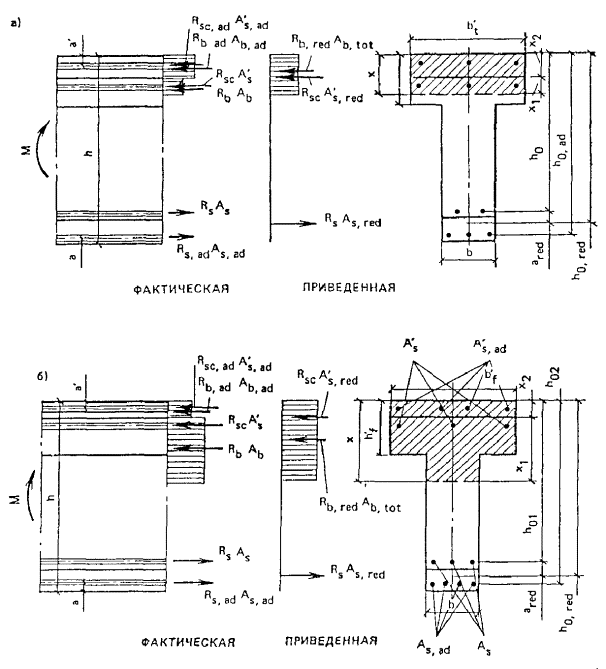 а)
a'
R_sc, ad A'_s, ad
R_b, ad A_b, ad
R_sc A'_s
R_b A_b
M
h
R_s A_s
R_s, ad A_s, ad
a
ФАКТИЧЕСКАЯ
R_b, red A_b, tot
R_sc A'_s, red
R_s A_s, red
ПРИВЕДЕННАЯ
b'_f
x
x_2
x_1
h_0
h_0, ad
a_red
h_0, red
b
б)
a'
R_sc, ad A'_s, ad
R_b, ad A_b, ad
R_sc A'_s
R_b A_b
M
h
R_s A_s
R_s, ad A_s, ad
a
ФАКТИЧЕСКАЯ
R_sc A'_s, red
R_b, red A_b, tot
R_s A_s, red
ПРИВЕДЕННАЯ
A'_s
A'_s, ad
b'_f
x
h'_f
x_2
x_1
h_02
h_01
a_red
h_0, red
b
A_s, ad
A_s